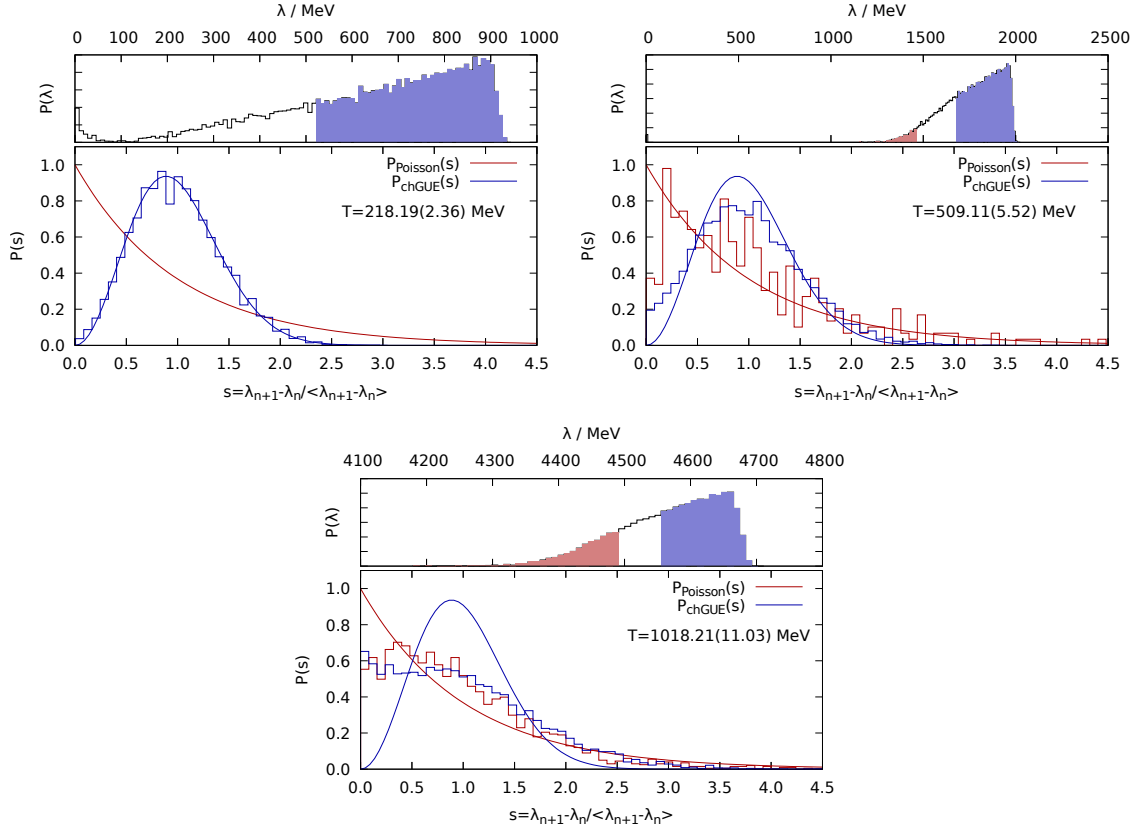 λ / MeV
0 100 200 300 400 500 600 700 800 900 1000
P(λ)
1.0
0.8
0.6
0.4
0.2
0.0
P(s)
P_Poisson(s)
P_chGUE(s)
T=218.19(2.36) MeV
0.0 0.5 1.0 1.5 2.0 2.5 3.0 3.5 4.0 4.5
s=λ_{n+1}-λ_n/<λ_{n+1}-λ_n>
λ / MeV
0 500 1000 1500 2000 2500
P(λ)
1.0
0.8
0.6
0.4
0.2
0.0
P(s)
P_Poisson(s)
P_chGUE(s)
T=509.11(5.52) MeV
0.0 0.5 1.0 1.5 2.0 2.5 3.0 3.5 4.0 4.5
s=λ_{n+1}-λ_n/<λ_{n+1}-λ_n>
λ / MeV
4100 4200 4300 4400 4500 4600 4700 4800
P(λ)
1.0
0.8
0.6
0.4
0.2
0.0
P(s)
P_Poisson(s)
P_chGUE(s)
T=1018.21(11.03) MeV
0.0 0.5 1.0 1.5 2.0 2.5 3.0 3.5 4.0 4.5
s=λ_{n+1}-λ_n/<λ_{n+1}-λ_n>